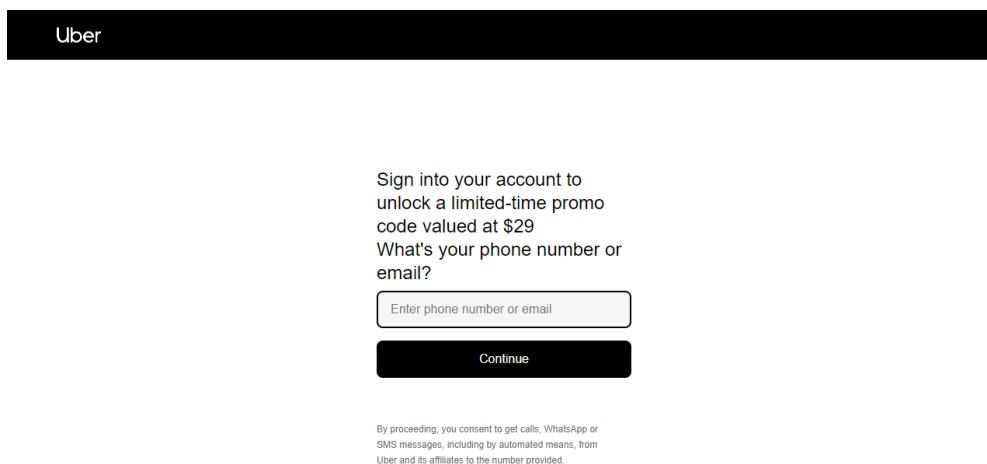 Uber
Sign into your account to
unlock a limited-time promo
code valued at $29
What's your phone number or
email?
Enter phone number or email
Continue
By proceeding, you consent to get calls, WhatsApp or
SMS messages, including by automated means, from
Uber and its affiliates to the number provided.